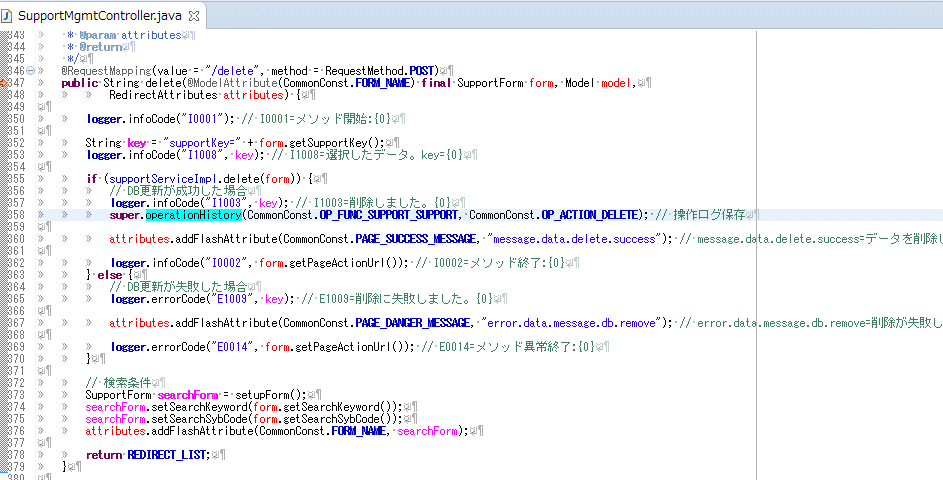 SupportMgmtController.java
343 * @param attributes
344 * @return
345 */
346 @RequestMapping(value = "/delete", method = RequestMethod.POST)
347 public String delete(@ModelAttribute(CommonConst.FORM_NAME) final SupportForm form, Model model,
348 RedirectAttributes attributes) {
349
350 logger.infoCode("I0001"); // I0001=メソッド開始:{0}
351
352 String key = "supportKey=" + form.getSupportKey();
353 logger.infoCode("I1008", key); // I1008=選択したデータ。key={0}
354
355 if (supportServiceImpl.delete(form)) {
356 // DB更新が成功した場合
357 logger.infoCode("I1003", key); // I1003=削除しました。{0}
358 super.operationHistory(CommonConst.OP_FUNC_SUPPORT_SUPPORT, CommonConst.OP_ACTION_DELETE); // 操作ログ保存
359
360 attributes.addFlashAttribute(CommonConst.PAGE_SUCCESS_MESSAGE, "message.data.delete.success"); // message.data.delete.success=データを削除し
361
362 logger.infoCode("I0002", form.getPageActionUrl()); // I0002=メソッド終了:{0}
363 } else {
364 // DB更新が失敗した場合
365 logger.errorCode("E1009", key); // E1009=削除に失敗しました。{0}
366
367 attributes.addFlashAttribute(CommonConst.PAGE_DANGER_MESSAGE, "error.data.message.db.remove"); // error.data.message.db.remove=削除が失敗し
368
369 logger.errorCode("E0014", form.getPageActionUrl()); // E0014=メソッド異常終了:{0}
370 }
371
372 // 検索条件
373 SupportForm searchForm = setupForm();
374 searchForm.setSearchKeyword(form.getSearchKeyword());
375 searchForm.setSearchSybCode(form.getSearchSybCode());
376 attributes.addFlashAttribute(CommonConst.FORM_NAME, searchForm);
377
378 return REDIRECT_LIST;
379 }
380